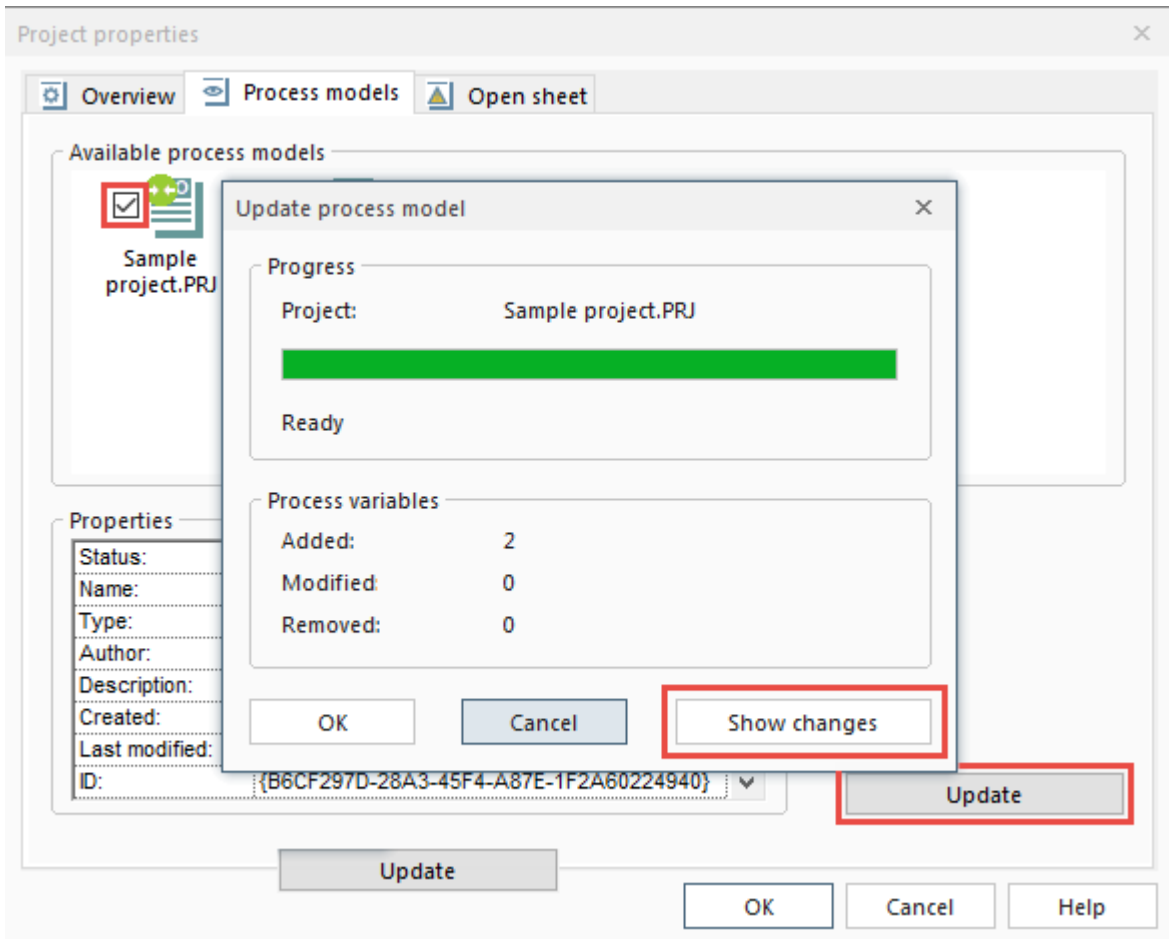 Project properties
Overview
Process models
Open sheet
Available process models
Sample
project.PRJ
Update process model
Progress
Project: Sample project.PRJ
Ready
Process variables
Added: 2
Modified: 0
Removed: 0
OK
Cancel
Show changes
Properties
Status:
Name:
Type:
Author:
Description:
Created:
Last modified:
ID: {B6CF297D-28A3-45F4-A87E-1F2A60224940}
Update
Update
OK
Cancel
Help